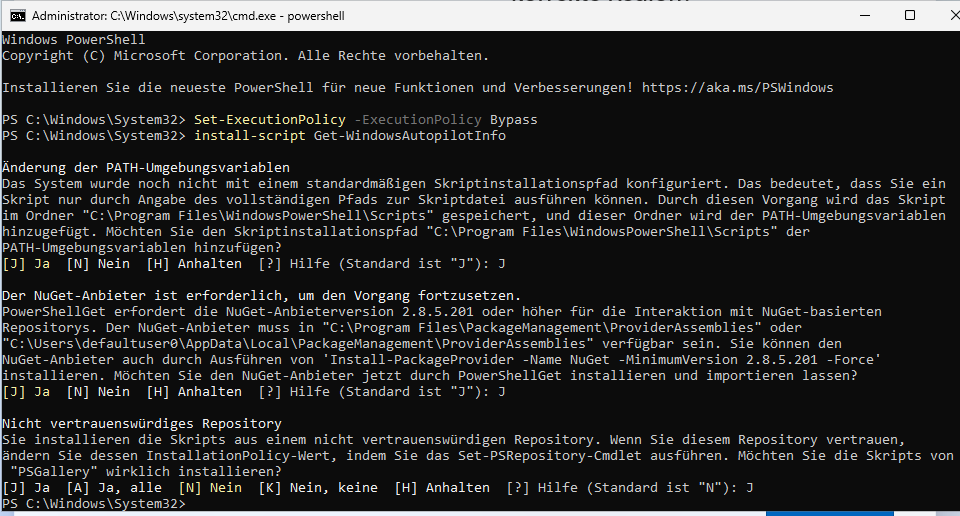 Administrator: C:\Windows\system32\cmd.exe - powershell
Windows PowerShell
Copyright (C) Microsoft Corporation. Alle Rechte vorbehalten.
Installieren Sie die neueste PowerShell für neue Funktionen und Verbesserungen! https://aka.ms/PSWindows
PS C:\Windows\System32> Set-ExecutionPolicy -ExecutionPolicy Bypass
PS C:\Windows\System32> install-script Get-WindowsAutopilotInfo
Änderung der PATH-Umgebungsvariablen
Das System wurde noch nicht mit einem standardmäßigen Skriptinstallationspfad konfiguriert. Das bedeutet, dass Sie ein
Skript nur durch Angabe des vollständigen Pfads zur Skriptdatei ausführen können. Durch diesen Vorgang wird das Skript
im Ordner "C:\Program Files\WindowsPowerShell\Scripts" gespeichert, und dieser Ordner wird der PATH-Umgebungsvariablen
hinzugefügt. Möchten Sie den Skriptinstallationspfad "C:\Program Files\WindowsPowerShell\Scripts" der
PATH-Umgebungsvariablen hinzufügen?
[J] Ja  [N] Nein  [H] Anhalten  [?] Hilfe (Standard ist "J"): J
Der NuGet-Anbieter ist erforderlich, um den Vorgang fortzusetzen.
PowerShellGet erfordert die NuGet-Anbieterversion 2.8.5.201 oder höher für die Interaktion mit NuGet-basierten
Repositorys. Der NuGet-Anbieter muss in "C:\Program Files\PackageManagement\ProviderAssemblies" oder
"C:\Users\defaultuser0\AppData\Local\PackageManagement\ProviderAssemblies" verfügbar sein. Sie können den
NuGet-Anbieter auch durch Ausführen von 'Install-PackageProvider -Name NuGet -MinimumVersion 2.8.5.201 -Force'
installieren. Möchten Sie den NuGet-Anbieter jetzt durch PowerShellGet installieren und importieren lassen?
[J] Ja  [N] Nein  [H] Anhalten  [?] Hilfe (Standard ist "J"): J
Nicht vertrauenswürdiges Repository
Sie installieren die Skripts aus einem nicht vertrauenswürdigen Repository. Wenn Sie diesem Repository vertrauen,
ändern Sie dessen InstallationPolicy-Wert, indem Sie das Set-PSRepository-Cmdlet ausführen. Möchten Sie die Skripts von
"PSGallery" wirklich installieren?
[J] Ja  [A] Ja, alle  [N] Nein  [K] Nein, keine  [H] Anhalten  [?] Hilfe (Standard ist "N"): J
PS C:\Windows\System32>